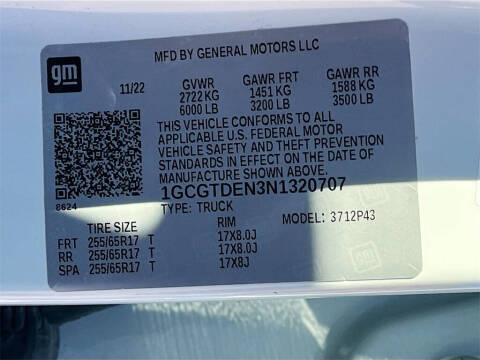 MFD BY GENERAL MOTORS LLC
gm
11/22 GVWR GAWR FRT GAWR RR
2722 KG 1451 KG 1588 KG
6000 LB 3200 LB 3500 LB
THIS VEHICLE CONFORMS TO ALL
APPLICABLE U.S. FEDERAL MOTOR
VEHICLE SAFETY AND THEFT PREVENTION
STANDARDS IN EFFECT ON THE DATE OF
MANUFACTURE SHOWN ABOVE.
1GCGTDEN3N1320707
8624
TYPE: TRUCK MODEL: 3712P43
TIRE SIZE RIM
FRT 255/65R17 T 17X8.0J
RR 255/65R17 T 17X8.0J
SPA 255/65R17 T 17X8J
gm